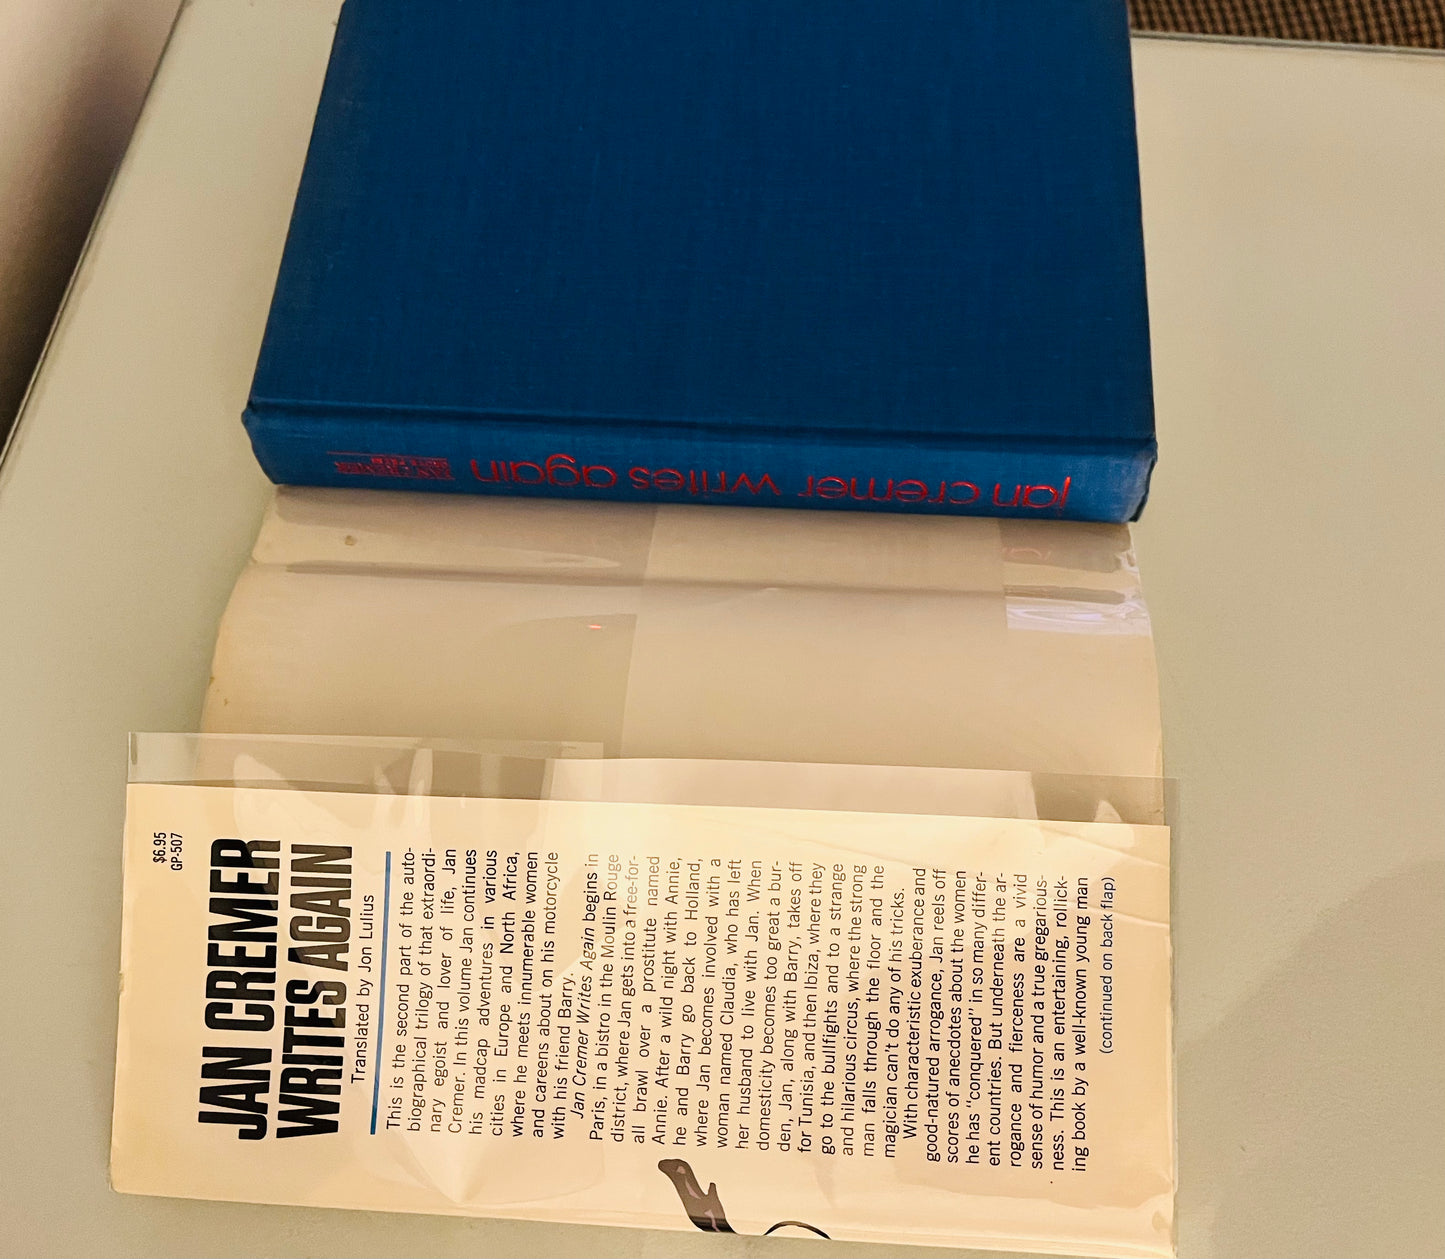 jan cremer writes again
$6.95
GP-507
JAN CREMER
WRITES AGAIN
Translated by Jon Lulius
This is the second part of the auto-
biographical trilogy of that extraordi-
nary egoist and lover of life, Jan
Cremer. In this volume Jan continues
his madcap adventures in various
cities in Europe and North Africa,
where he meets innumerable women
and careens about on his motorcycle
with his friend Barry.
Jan Cremer Writes Again begins in
Paris, in a bistro in the Moulin Rouge
district, where Jan gets into a free-for-
all brawl over a prostitute named
Annie. After a wild night with Annie,
he and Barry go back to Holland,
where Jan becomes involved with a
woman named Claudia, who has left
her husband to live with Jan. When
domesticity becomes too great a bur-
den, Jan, along with Barry, takes off
for Tunisia, and then Ibiza, where they
go to the bullfights and to a strange
and hilarious circus, where the strong
man falls through the floor and the
magician can't do any of his tricks.
With characteristic exuberance and
good-natured arrogance, Jan reels off
scores of anecdotes about the women
he has "conquered" in so many differ-
ent countries. But underneath the ar-
rogance and fierceness are a vivid
sense of humor and a true gregarious-
ness. This is an entertaining, rollick-
ing book by a well-known young man
(continued on back flap)